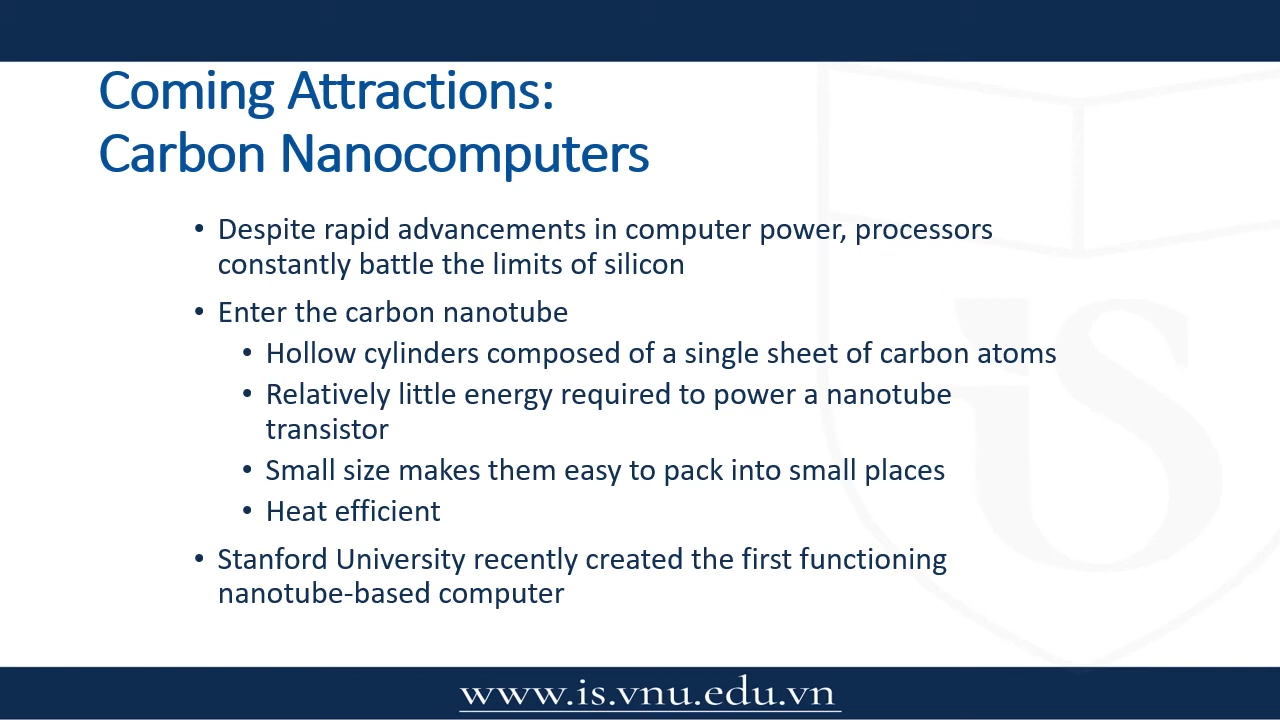 Coming Attractions:
Carbon Nanocomputers
• Despite rapid advancements in computer power, processors
constantly battle the limits of silicon
• Enter the carbon nanotube
• Hollow cylinders composed of a single sheet of carbon atoms
• Relatively little energy required to power a nanotube
transistor
• Small size makes them easy to pack into small places
• Heat efficient
• Stanford University recently created the first functioning
nanotube-based computer
iS
www.is.vnu.edu.vn